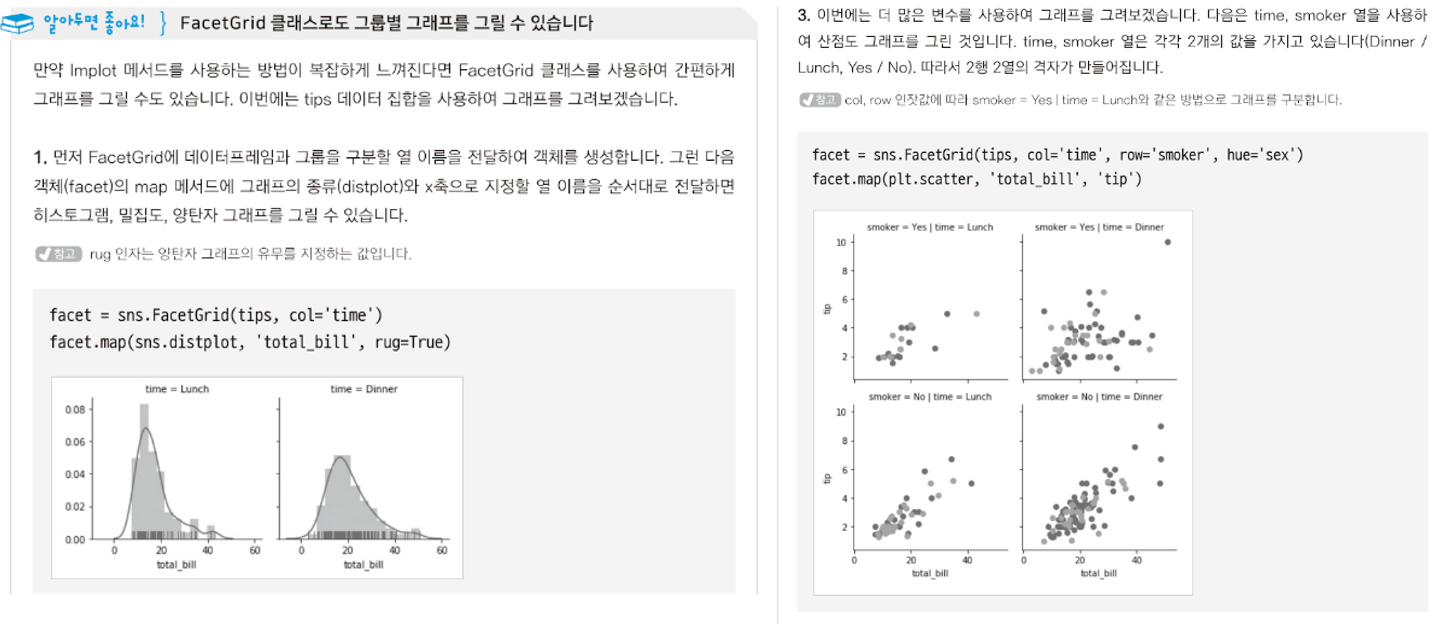 알아두면 좋아요! } FacetGrid 클래스로도 그룹별 그래프를 그릴 수 있습니다
만약 lmplot 메서드를 사용하는 방법이 복잡하게 느껴진다면 FacetGrid 클래스를 사용하여 간편하게
그래프를 그릴 수도 있습니다. 이번에는 tips 데이터 집합을 사용하여 그래프를 그려보겠습니다.
1. 먼저 FacetGrid에 데이터프레임과 그룹을 구분할 열 이름을 전달하여 객체를 생성합니다. 그런 다음
객체(facet)의 map 메서드에 그래프의 종류(distplot)와 x축으로 지정할 열 이름을 순서대로 전달하면
히스토그램, 밀집도, 양탄자 그래프를 그릴 수 있습니다.
참고 rug 인자는 양탄자 그래프의 유무를 지정하는 값입니다.
facet = sns.FacetGrid(tips, col='time')
facet.map(sns.distplot, 'total_bill', rug=True)
time = Lunch time = Dinner
0.08
0.06
0.04
0.02
0.00
0 20 40 60 0 20 40 60
total_bill total_bill
3. 이번에는 더 많은 변수를 사용하여 그래프를 그려보겠습니다. 다음은 time, smoker 열을 사용하
여 산점도 그래프를 그린 것입니다. time, smoker 열은 각각 2개의 값을 가지고 있습니다(Dinner /
Lunch, Yes / No). 따라서 2행 2열의 격자가 만들어집니다.
참고 col, row 인잣값에 따라 smoker = Yes | time = Lunch와 같은 방법으로 그래프를 구분합니다.
facet = sns.FacetGrid(tips, col='time', row='smoker', hue='sex')
facet.map(plt.scatter, 'total_bill', 'tip')
smoker = Yes | time = Lunch smoker = Yes | time = Dinner
10
8
6
tip
4
2
smoker = No | time = Lunch smoker = No | time = Dinner
10
8
6
tip
4
2
0 20 40 0 20 40
total_bill total_bill